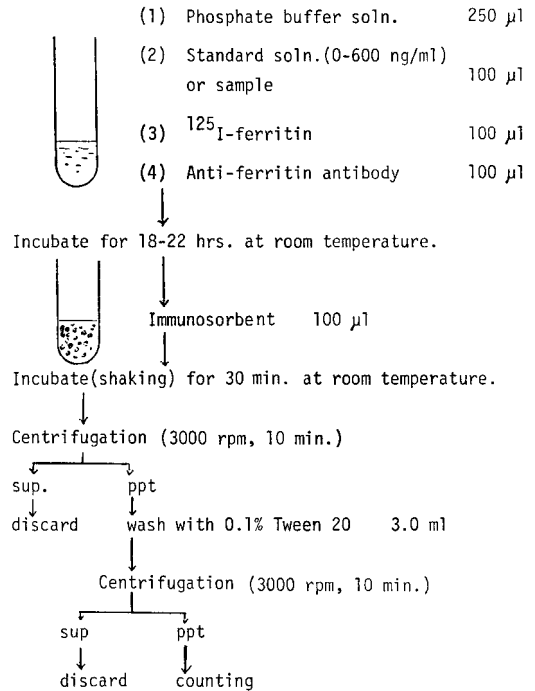 (1) Phosphate buffer soln. 250 μl
(2) Standard soln.(0-600 ng/ml)
or sample 100 μl
(3) 125I-ferritin 100 μl
(4) Anti-ferritin antibody 100 μl
Incubate for 18-22 hrs. at room temperature.
Immunosorbent 100 μl
Incubate(shaking) for 30 min. at room temperature.
Centrifugation (3000 rpm, 10 min.)
sup. ppt
discard wash with 0.1% Tween 20 3.0 ml
Centrifugation (3000 rpm, 10 min.)
sup ppt
discard counting